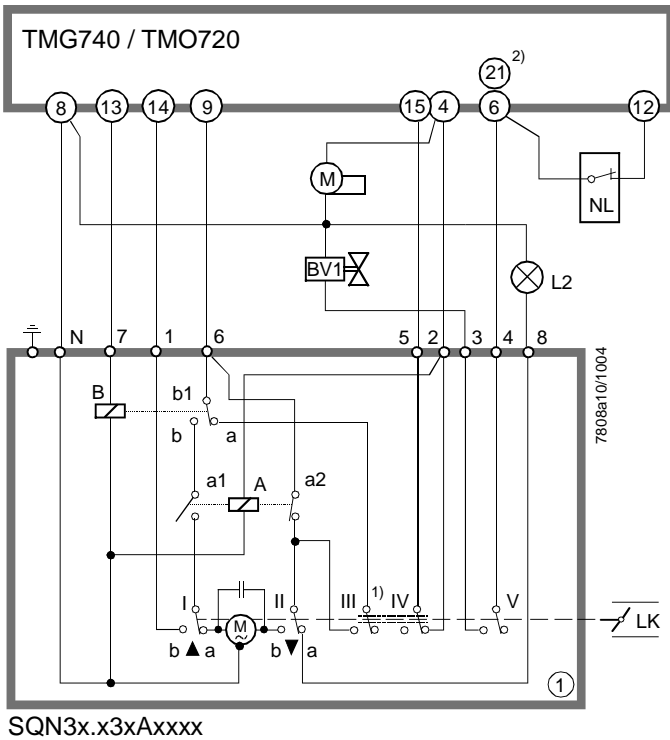 TMG740 / TMO720
21 2)
8 13 14 9 15 4 6 12
M
NL
BV1
L2
N 7 1 6 5 2 3 4 8
7808a10/1004
B b1
b a
a1 A a2
I II III 1) IV V
M ~
LK
b ▲ a b ▼ a
1
SQN3x.x3xAxxxx